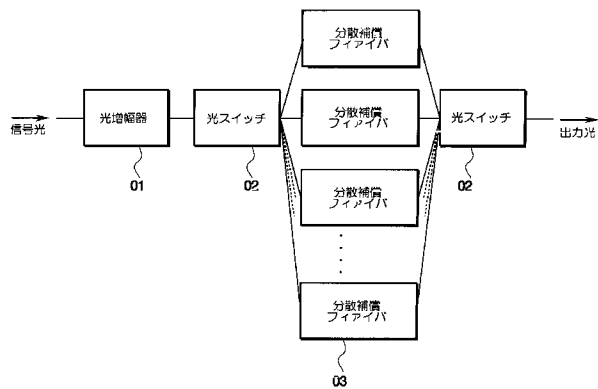 分散補償
フィァイバ
信号光
光増幅器
01
光スイッチ
02
分散補償
フィァイバ
光スイッチ
02
出力光
分散補償
フィァイバ
分散補償
フィァイバ
03